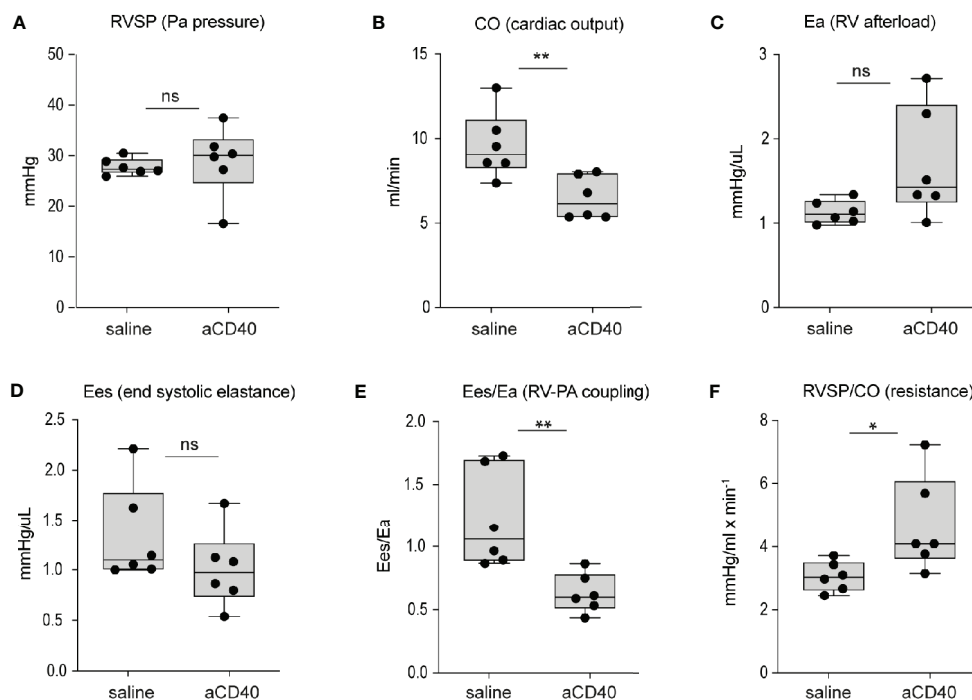 A
RVSP (Pa pressure)
50
40
30
20
10
0
mmHg
ns
saline
aCD40
B
CO (cardiac output)
15
10
5
0
ml/min
**
saline
aCD40
C
Ea (RV afterload)
3
2
1
0
mmHg/uL
ns
saline
aCD40
D
Ees (end systolic elastance)
2.5
2.0
1.5
1.0
0.5
0.0
mmHg/uL
ns
saline
aCD40
E
Ees/Ea (RV-PA coupling)
2.0
1.5
1.0
0.5
0.0
Ees/Ea
**
saline
aCD40
F
RVSP/CO (resistance)
8
6
4
2
0
mmHg/ml x min⁻¹
*
saline
aCD40